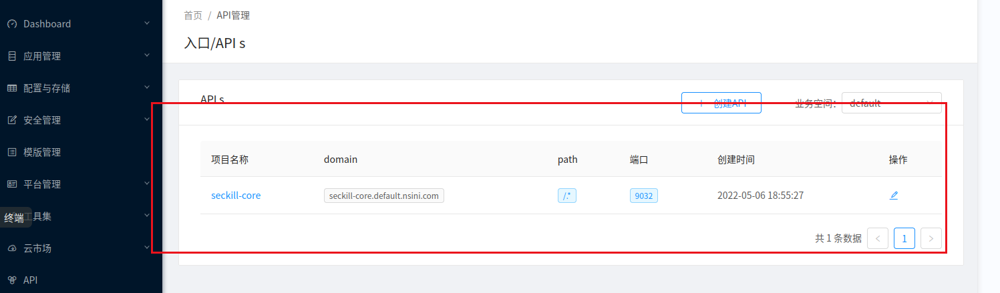 Dashboard
应用管理
配置与存储
安全管理
模版管理
平台管理
终端
工具集
云市场
API
首页 / API管理
入口/API s
API s
+ 创建API
业务空间: default
项目名称 domain path 端口 创建时间 操作
seckill-core seckill-core.default.nsini.com /.* 9032 2022-05-06 18:55:27
共 1 条数据 < 1 >